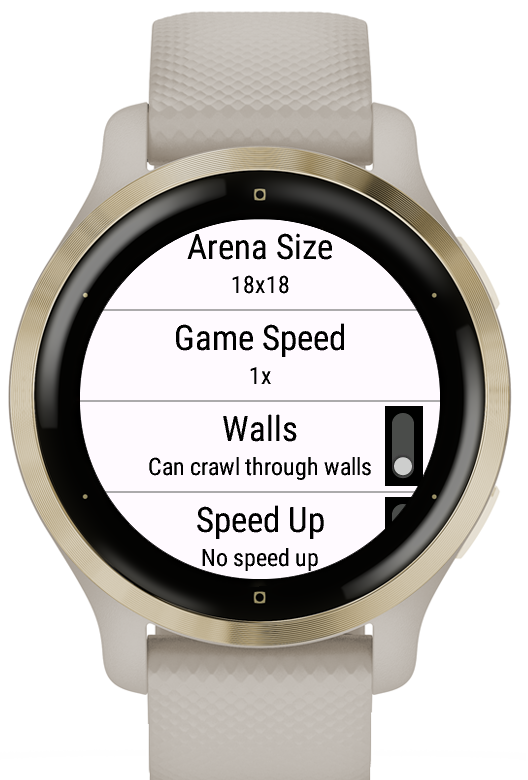 Arena Size
18x18
Game Speed
1x
Walls
Can crawl through walls
Speed Up
No speed up